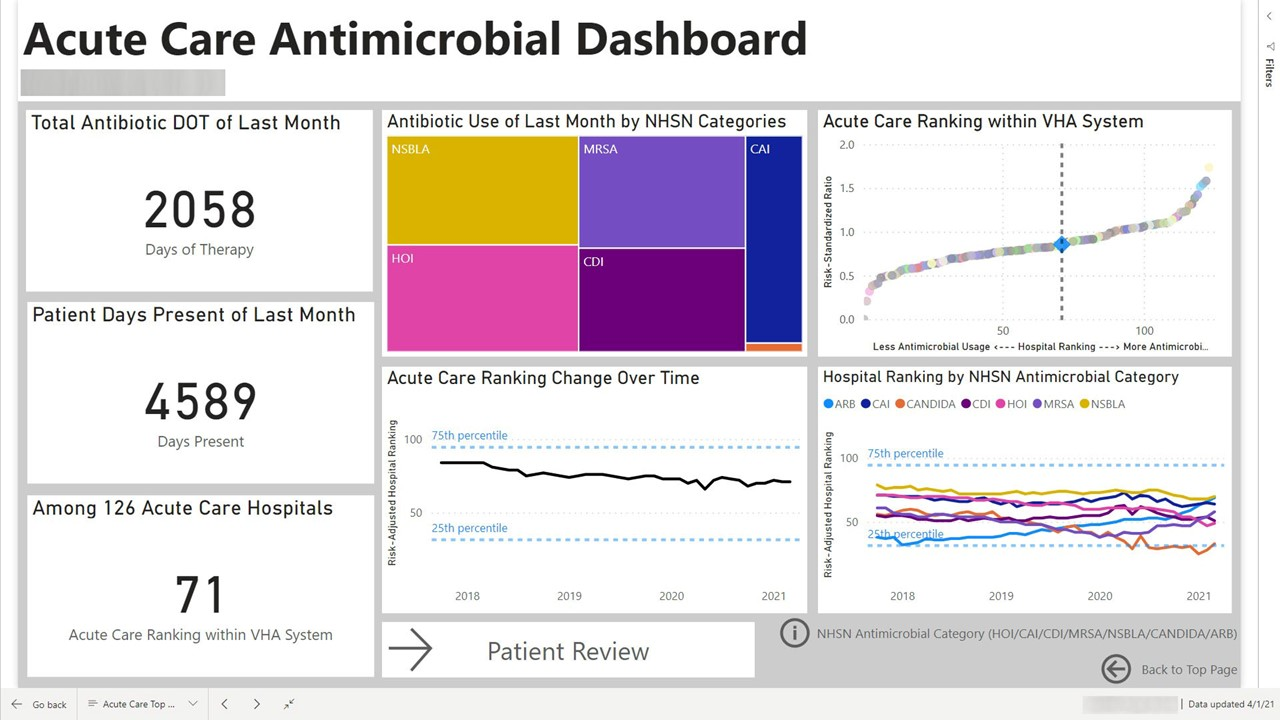 Acute Care Antimicrobial Dashboard
Filters
Total Antibiotic DOT of Last Month
2058
Days of Therapy
Patient Days Present of Last Month
4589
Days Present
Among 126 Acute Care Hospitals
71
Acute Care Ranking within VHA System
Antibiotic Use of Last Month by NHSN Categories
NSBLA
MRSA
CAI
HOI
CDI
Acute Care Ranking within VHA System
Risk-Standardized Ratio
2.0
1.5
1.0
0.5
0.0
50 100
Less Antimicrobial Usage <--- Hospital Ranking ---> More Antimicrobi...
Acute Care Ranking Change Over Time
Risk-Adjusted Hospital Ranking
75th percentile
100
50
25th percentile
2018 2019 2020 2021
Hospital Ranking by NHSN Antimicrobial Category
ARB CAI CANDIDA CDI HOI MRSA NSBLA
Risk-Adjusted Hospital Ranking
75th percentile
100
50
25th percentile
2018 2019 2020 2021
Patient Review
NHSN Antimicrobial Category (HOI/CAI/CDI/MRSA/NSBLA/CANDIDA/ARB)
Back to Top Page
Go back
Acute Care Top ...
Data updated 4/1/21